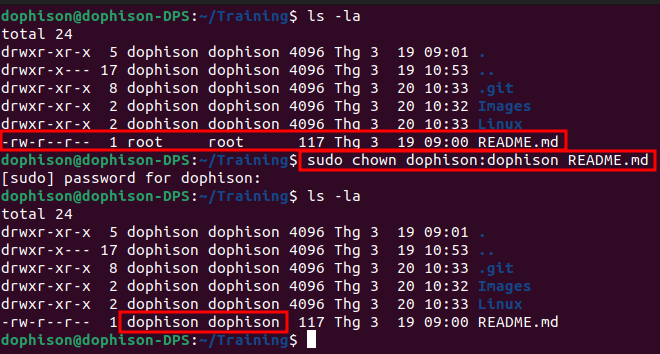 dophison@dophison-DPS:~/Training$ ls -la
total 24
drwxr-xr-x  5 dophison dophison 4096 Thg 3  19 09:01 .
drwxr-x--- 17 dophison dophison 4096 Thg 3  19 10:53 ..
drwxr-xr-x  8 dophison dophison 4096 Thg 3  20 10:33 .git
drwxr-xr-x  2 dophison dophison 4096 Thg 3  20 10:32 Images
drwxr-xr-x  2 dophison dophison 4096 Thg 3  20 10:33 Linux
-rw-r--r--  1 root     root      117 Thg 3  19 09:00 README.md
dophison@dophison-DPS:~/Training$ sudo chown dophison:dophison README.md
[sudo] password for dophison:
dophison@dophison-DPS:~/Training$ ls -la
total 24
drwxr-xr-x  5 dophison dophison 4096 Thg 3  19 09:01 .
drwxr-x--- 17 dophison dophison 4096 Thg 3  19 10:53 ..
drwxr-xr-x  8 dophison dophison 4096 Thg 3  20 10:33 .git
drwxr-xr-x  2 dophison dophison 4096 Thg 3  20 10:32 Images
drwxr-xr-x  2 dophison dophison 4096 Thg 3  20 10:33 Linux
-rw-r--r--  1 dophison dophison  117 Thg 3  19 09:00 README.md
dophison@dophison-DPS:~/Training$